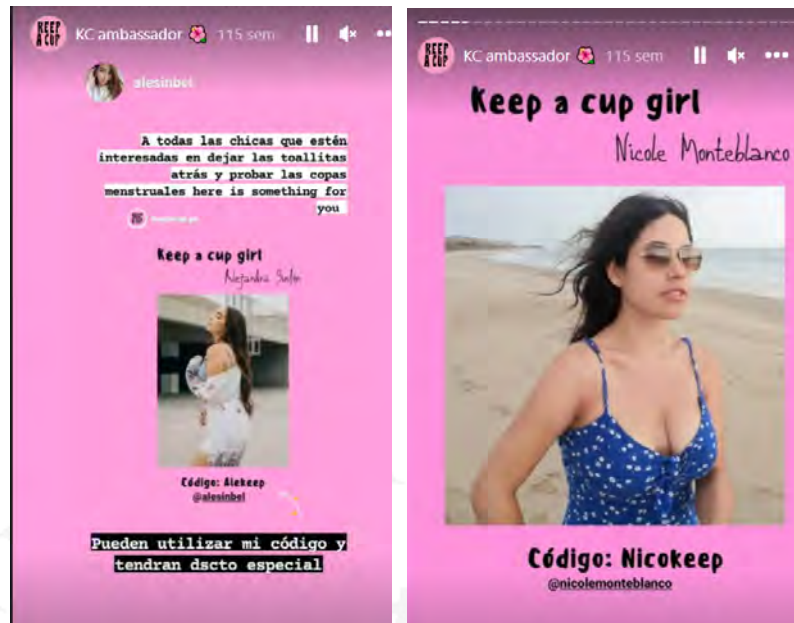 KEEP
A CUP
KC ambassador 🌺 115 sem
alesinbel
A todas las chicas que estén
interesadas en dejar las toallitas
atrás y probar las copas
menstruales here is something for
you
Keep a cup girl
Código: Alekeep
@alesinbel
Pueden utilizar mi código y
tendran dscto especial
KEEP
A CUP
KC ambassador 🌺 115 sem
Keep a cup girl
Nicole Monteblanco
Código: Nicokeep
@nicolemonteblanco